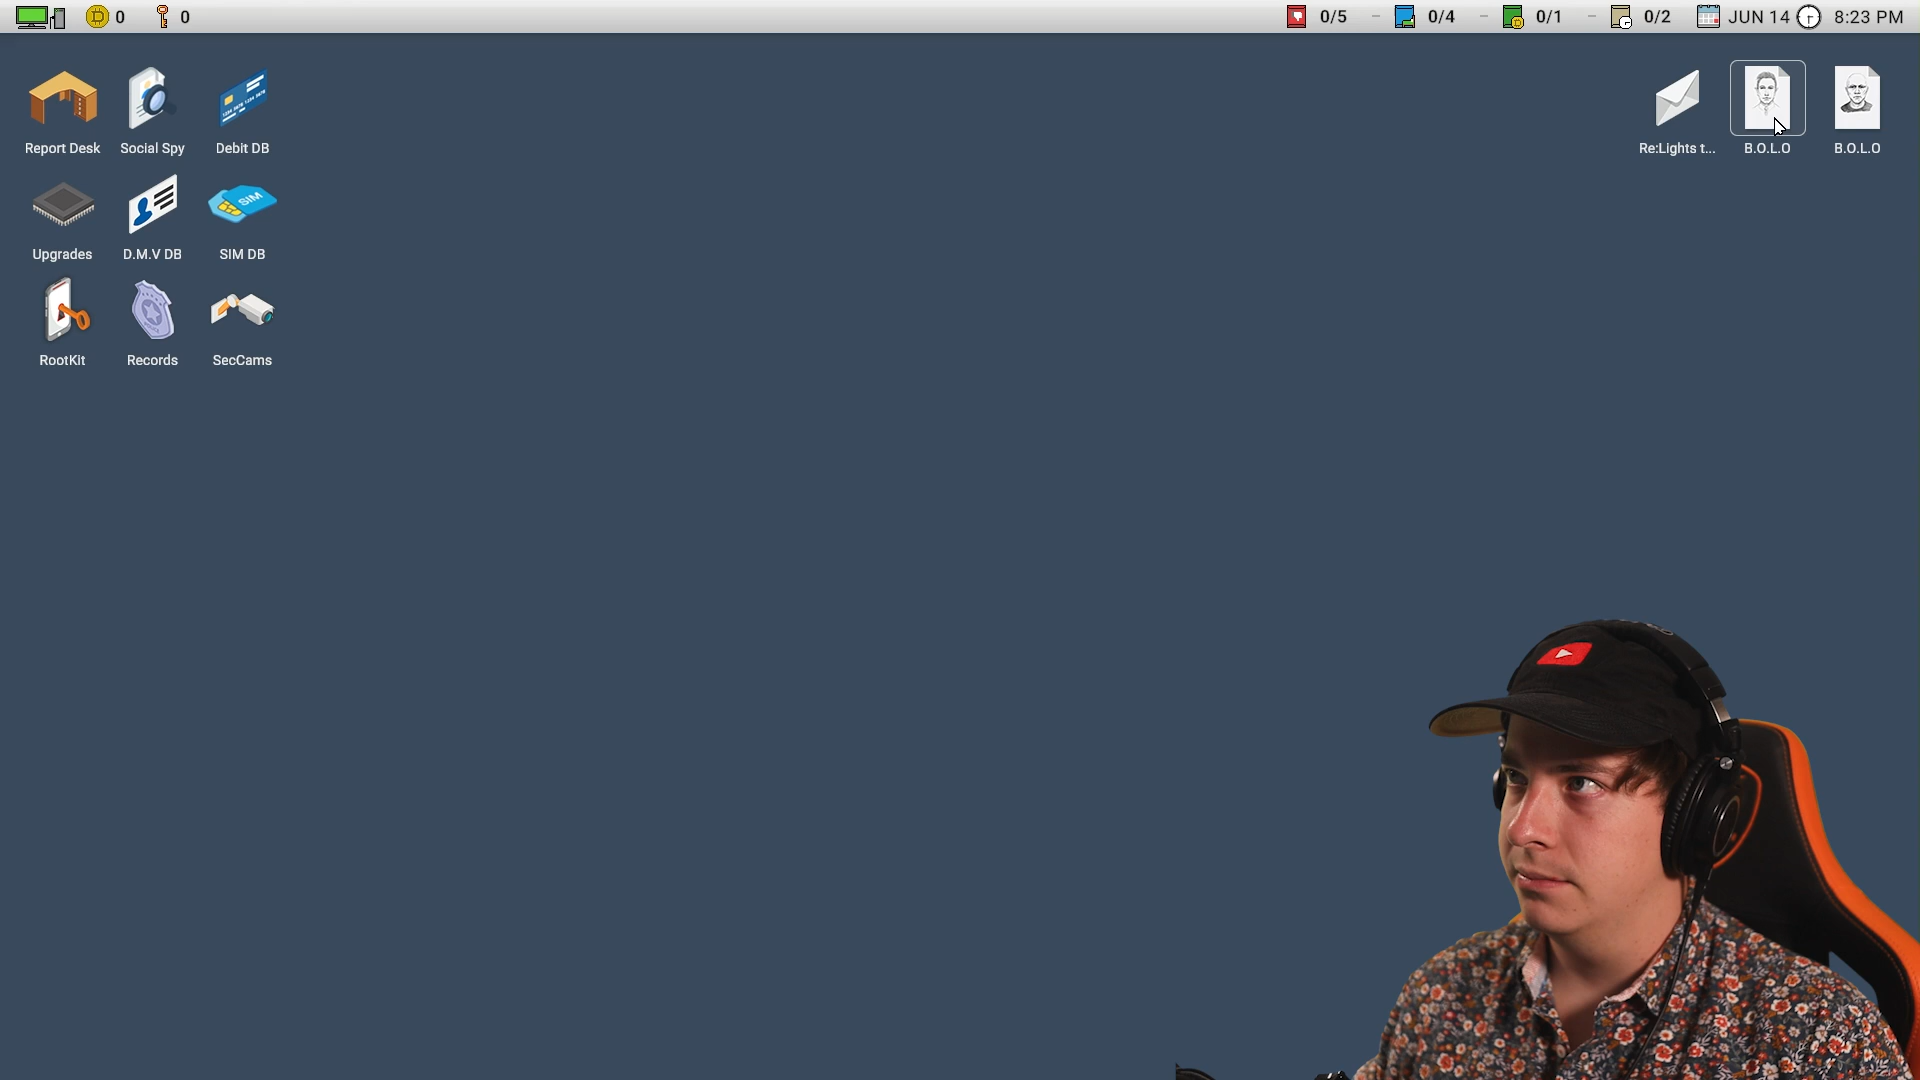 0 0 0/5 – 0/4 – 0/1 – 0/2 JUN 14 8:23 PM
Report Desk Social Spy Debit DB Re:Lights t... B.O.L.O B.O.L.O
SIM
Upgrades D.M.V DB SIM DB
RootKit Records SecCams